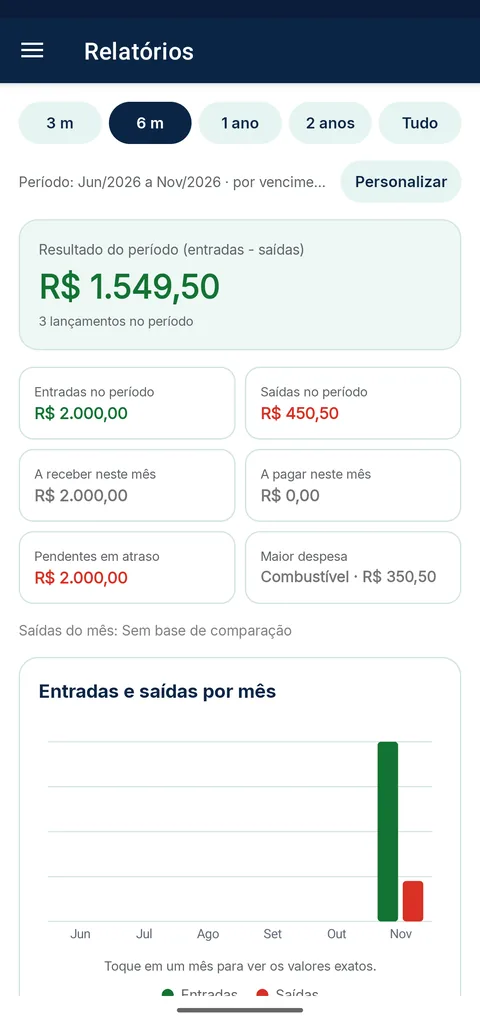 Relatórios
3 m
6 m
1 ano
2 anos
Tudo
Período: Jun/2026 a Nov/2026 · por vencime...
Personalizar
Resultado do período (entradas - saídas)
R$ 1.549,50
3 lançamentos no período
Entradas no período
R$ 2.000,00
Saídas no período
R$ 450,50
A receber neste mês
R$ 2.000,00
A pagar neste mês
R$ 0,00
Pendentes em atraso
R$ 2.000,00
Maior despesa
Combustível · R$ 350,50
Saídas do mês: Sem base de comparação
Entradas e saídas por mês
Jun
Jul
Ago
Set
Out
Nov
Toque em um mês para ver os valores exatos.
Entradas
Saídas